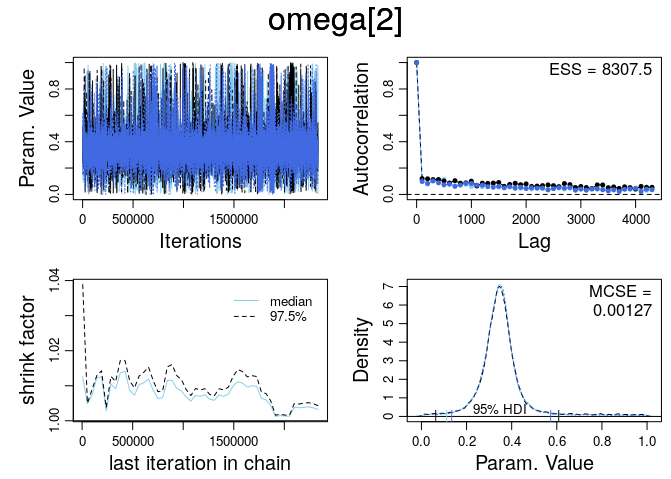 omega[2]
Param. Value
0.0 0.4 0.8
0 500000 1500000
Iterations
Autocorrelation
0.0 0.4 0.8
ESS = 8307.5
0 1000 2000 3000 4000
Lag
shrink factor
1.00 1.02 1.04
median
97.5%
0 500000 1500000
last iteration in chain
Density
0 1 2 3 4 5 6 7
MCSE =
0.00127
95% HDI
0.0 0.2 0.4 0.6 0.8 1.0
Param. Value